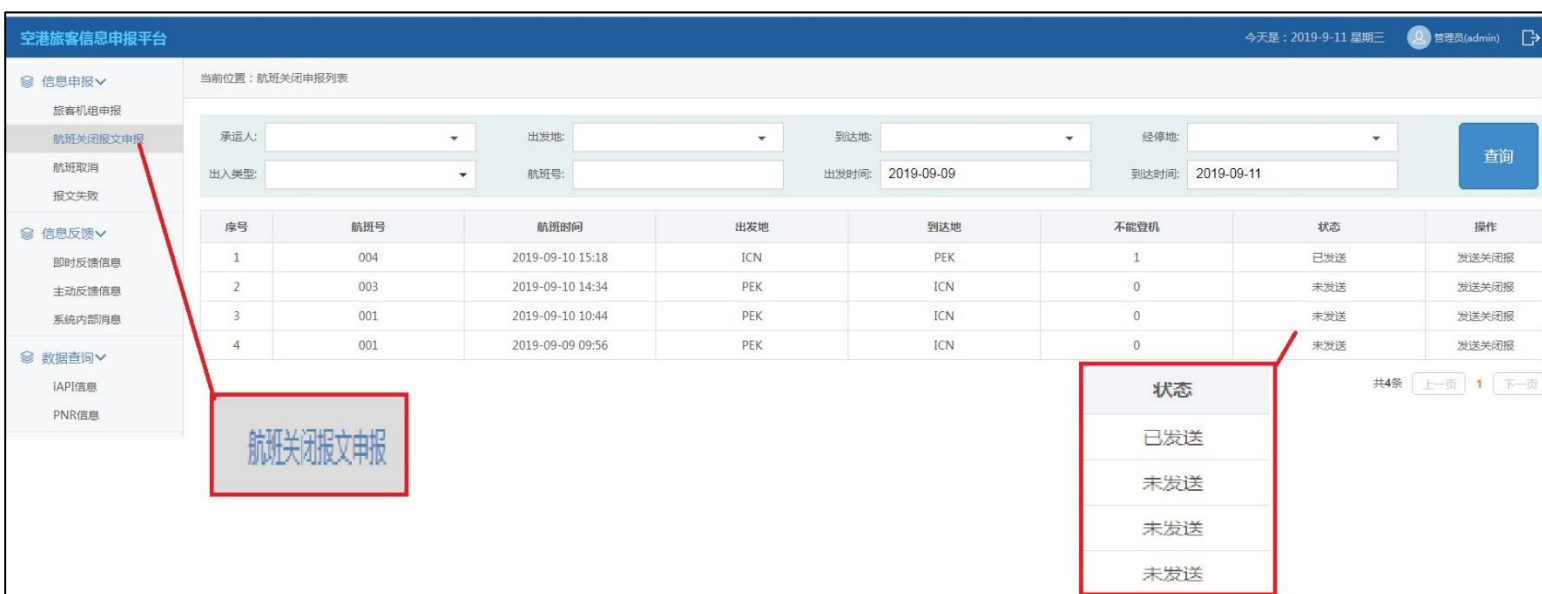 空港旅客信息申报平台 今天是：2019-9-11 星期三 管理员(admin)
信息申报
旅客机组申报
航班关闭报文申报
航班取消
报文失败
信息反馈
即时反馈信息
主动反馈信息
系统内部消息
数据查询
iAPI信息
PNR信息
当前位置：航班关闭申报列表
承运人: 出发地: 到达地: 经停地:
出入类型: 航班号: 出发时间: 2019-09-09 到达时间: 2019-09-11
查询
序号 航班号 航班时间 出发地 到达地 不能登机 状态 操作
1 004 2019-09-10 15:18 ICN PEK 1 已发送 发送关闭报
2 003 2019-09-10 14:34 PEK ICN 0 未发送 发送关闭报
3 001 2019-09-10 10:44 PEK ICN 0 未发送 发送关闭报
4 001 2019-09-09 09:56 PEK ICN 0 未发送 发送关闭报
共4条 上一页 1 下一页
航班关闭报文申报
状态
已发送
未发送
未发送
未发送